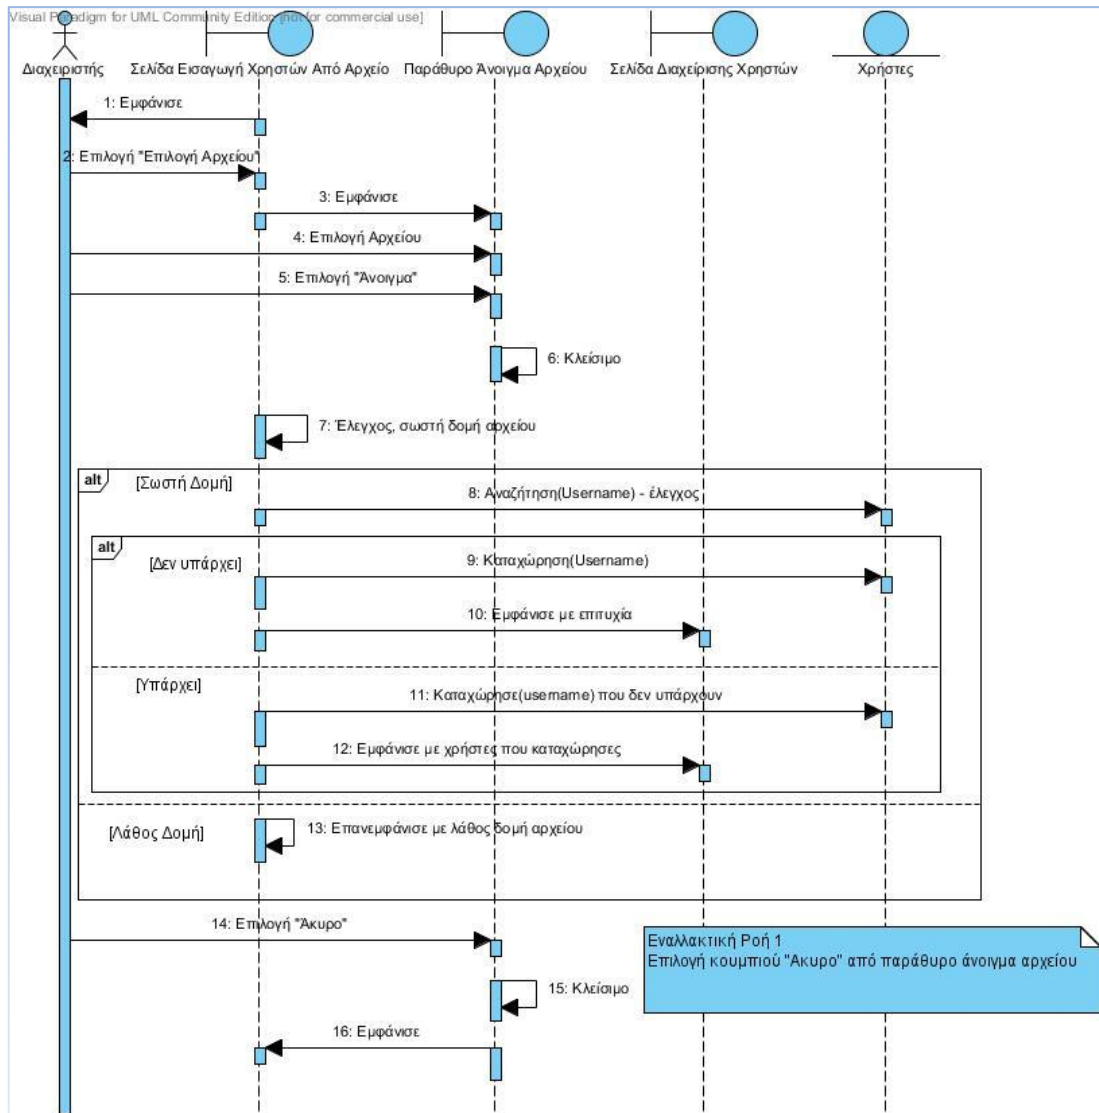 Visual Paradigm for UML Community Edition [not for commercial use]
Διαχειριστής
Σελίδα Εισαγωγή Χρηστών Από Αρχείο
Παράθυρο Άνοιγμα Αρχείου
Σελίδα Διαχείρισης Χρηστών
Χρήστες
1: Εμφάνισε
2: Επιλογή "Επιλογή Αρχείου"
3: Εμφάνισε
4: Επιλογή Αρχείου
5: Επιλογή "Άνοιγμα"
6: Κλείσιμο
7: Έλεγχος, σωστή δομή αρχείου
alt
[Σωστή Δομή]
8: Αναζήτηση(Username) - έλεγχος
alt
[Δεν υπάρχει]
9: Καταχώρηση(Username)
10: Εμφάνισε με επιτυχία
[Υπάρχει]
11: Καταχώρησε(username) που δεν υπάρχουν
12: Εμφάνισε με χρήστες που καταχώρησες
[Λάθος Δομή]
13: Επανεμφάνισε με λάθος δομή αρχείου
14: Επιλογή "Άκυρο"
Εναλλακτική Ροή 1
Επιλογή κουμπιού "Ακυρο" από παράθυρο άνοιγμα αρχείου
15: Κλείσιμο
16: Εμφάνισε